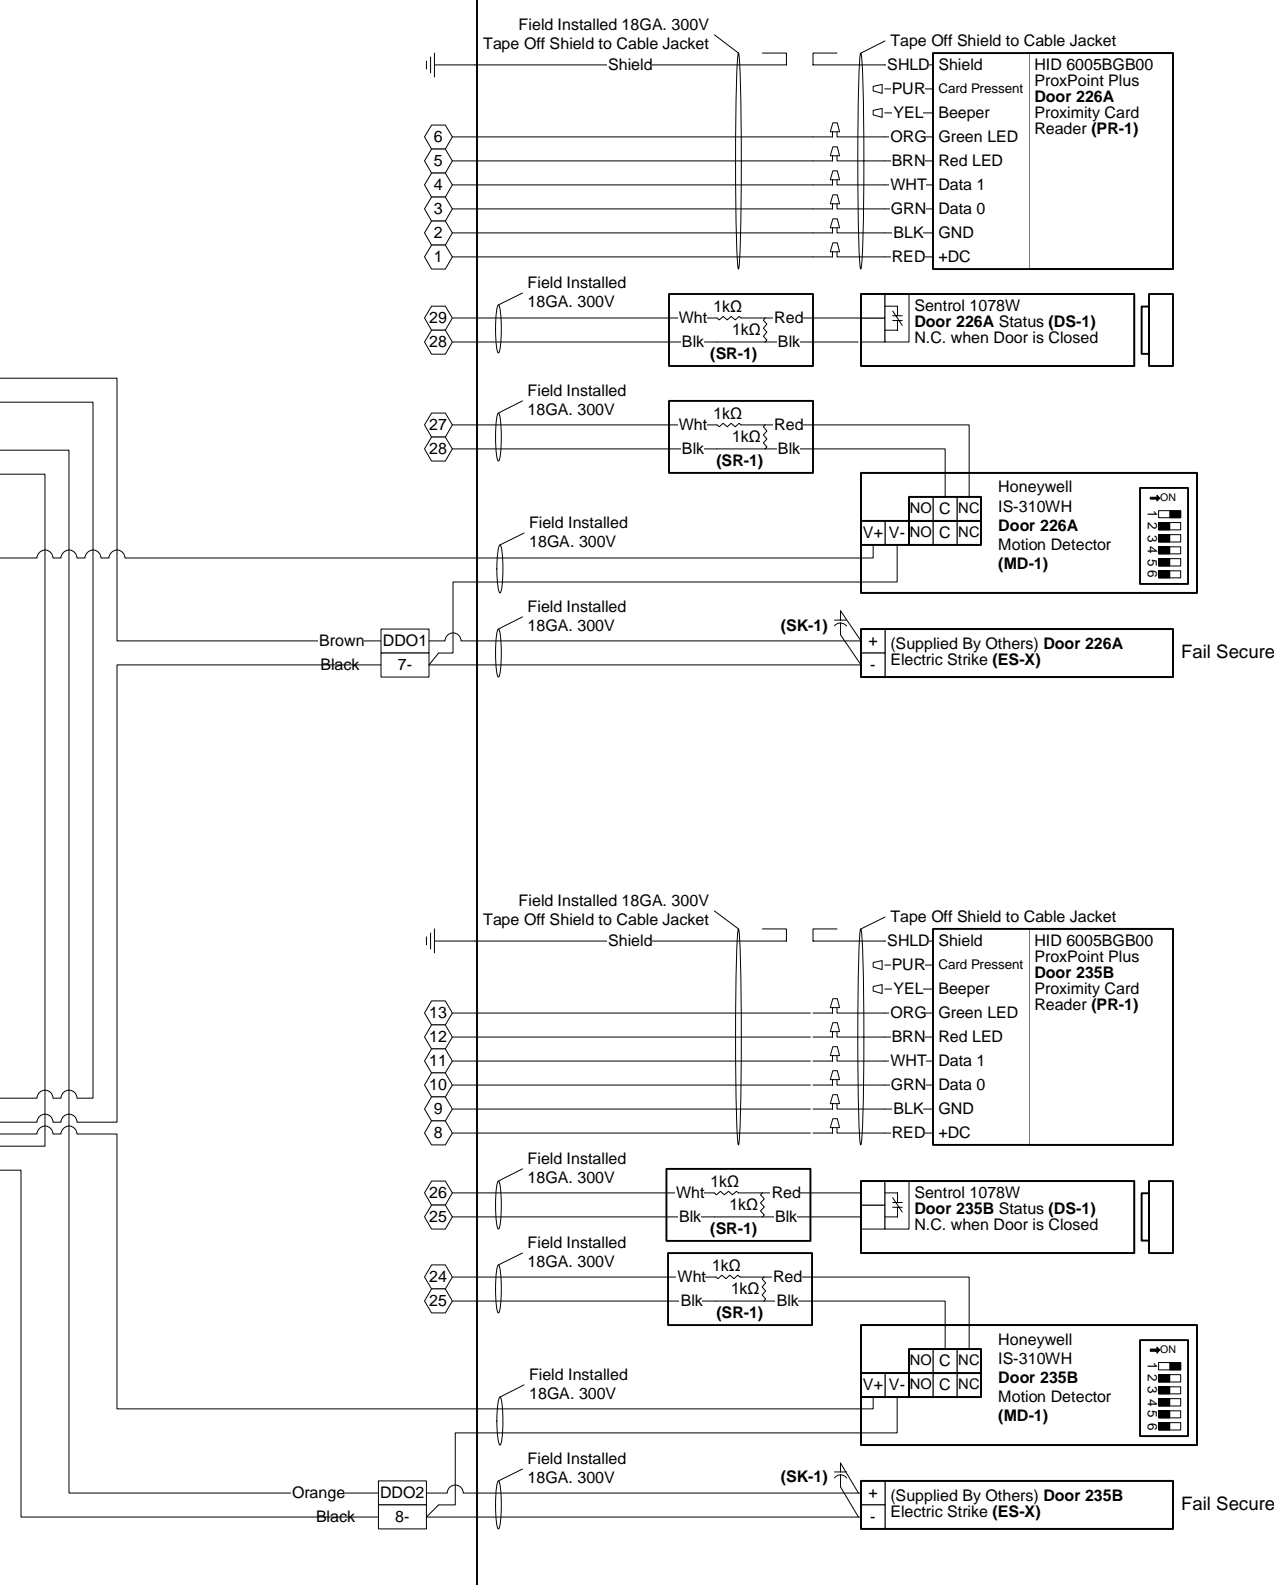 Field Installed 18GA. 300V
Tape Off Shield to Cable Jacket
Shield
Tape Off Shield to Cable Jacket
SHLD Shield
PUR Card Pressent
YEL Beeper
6 ORG Green LED
5 BRN Red LED
4 WHT Data 1
3 GRN Data 0
2 BLK GND
1 RED +DC
HID 6005BGB00
ProxPoint Plus
Door 226A
Proximity Card
Reader (PR-1)
Field Installed
18GA. 300V
29 Wht 1kΩ Red
28 Blk 1kΩ Blk
(SR-1)
Sentrol 1078W
Door 226A Status (DS-1)
N.C. when Door is Closed
Field Installed
18GA. 300V
27 Wht 1kΩ Red
28 Blk 1kΩ Blk
(SR-1)
NO C NC
V+ V- NO C NC
Honeywell
IS-310WH
Door 226A
Motion Detector
(MD-1)
➡ON
1
2
3
4
5
6
Field Installed
18GA. 300V
Field Installed
18GA. 300V
Brown DDO1
Black 7-
(SK-1)
+
-
(Supplied By Others) Door 226A
Electric Strike (ES-X)
Fail Secure
Field Installed 18GA. 300V
Tape Off Shield to Cable Jacket
Shield
Tape Off Shield to Cable Jacket
SHLD Shield
PUR Card Pressent
YEL Beeper
13 ORG Green LED
12 BRN Red LED
11 WHT Data 1
10 GRN Data 0
9 BLK GND
8 RED +DC
HID 6005BGB00
ProxPoint Plus
Door 235B
Proximity Card
Reader (PR-1)
Field Installed
18GA. 300V
26 Wht 1kΩ Red
25 Blk 1kΩ Blk
(SR-1)
Sentrol 1078W
Door 235B Status (DS-1)
N.C. when Door is Closed
Field Installed
18GA. 300V
24 Wht 1kΩ Red
25 Blk 1kΩ Blk
(SR-1)
NO C NC
V+ V- NO C NC
Honeywell
IS-310WH
Door 235B
Motion Detector
(MD-1)
➡ON
1
2
3
4
5
6
Field Installed
18GA. 300V
Field Installed
18GA. 300V
Orange DDO2
Black 8-
(SK-1)
+
-
(Supplied By Others) Door 235B
Electric Strike (ES-X)
Fail Secure